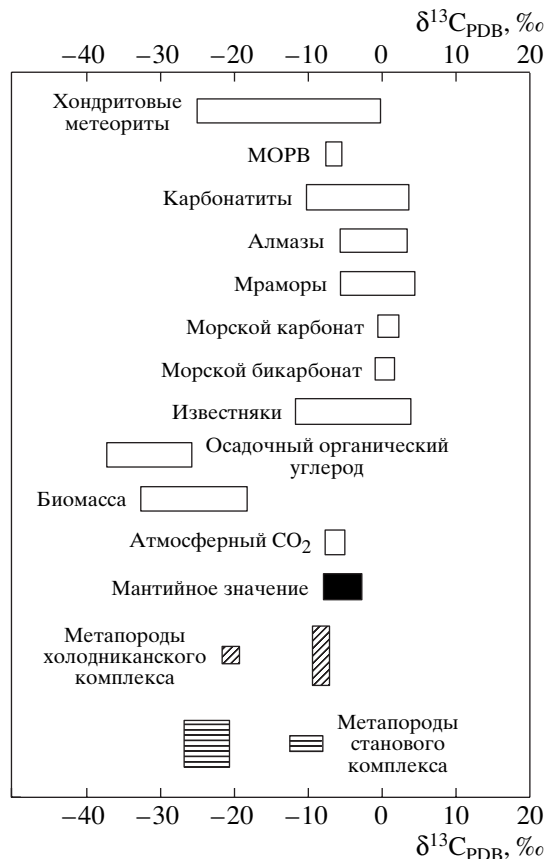 δ¹³C_PDB, ‰
−40 −30 −20 −10 0 10 20
Хондритовые
метеориты
МОРВ
Карбонатиты
Алмазы
Мраморы
Морской карбонат
Морской бикарбонат
Известняки
Осадочный органический
углерод
Биомасса
Атмосферный CO₂
Мантийное значение
Метапороды
холодниканского
комплекса
Метапороды
станового
комплекса
−40 −30 −20 −10 0 10 20
δ¹³C_PDB, ‰